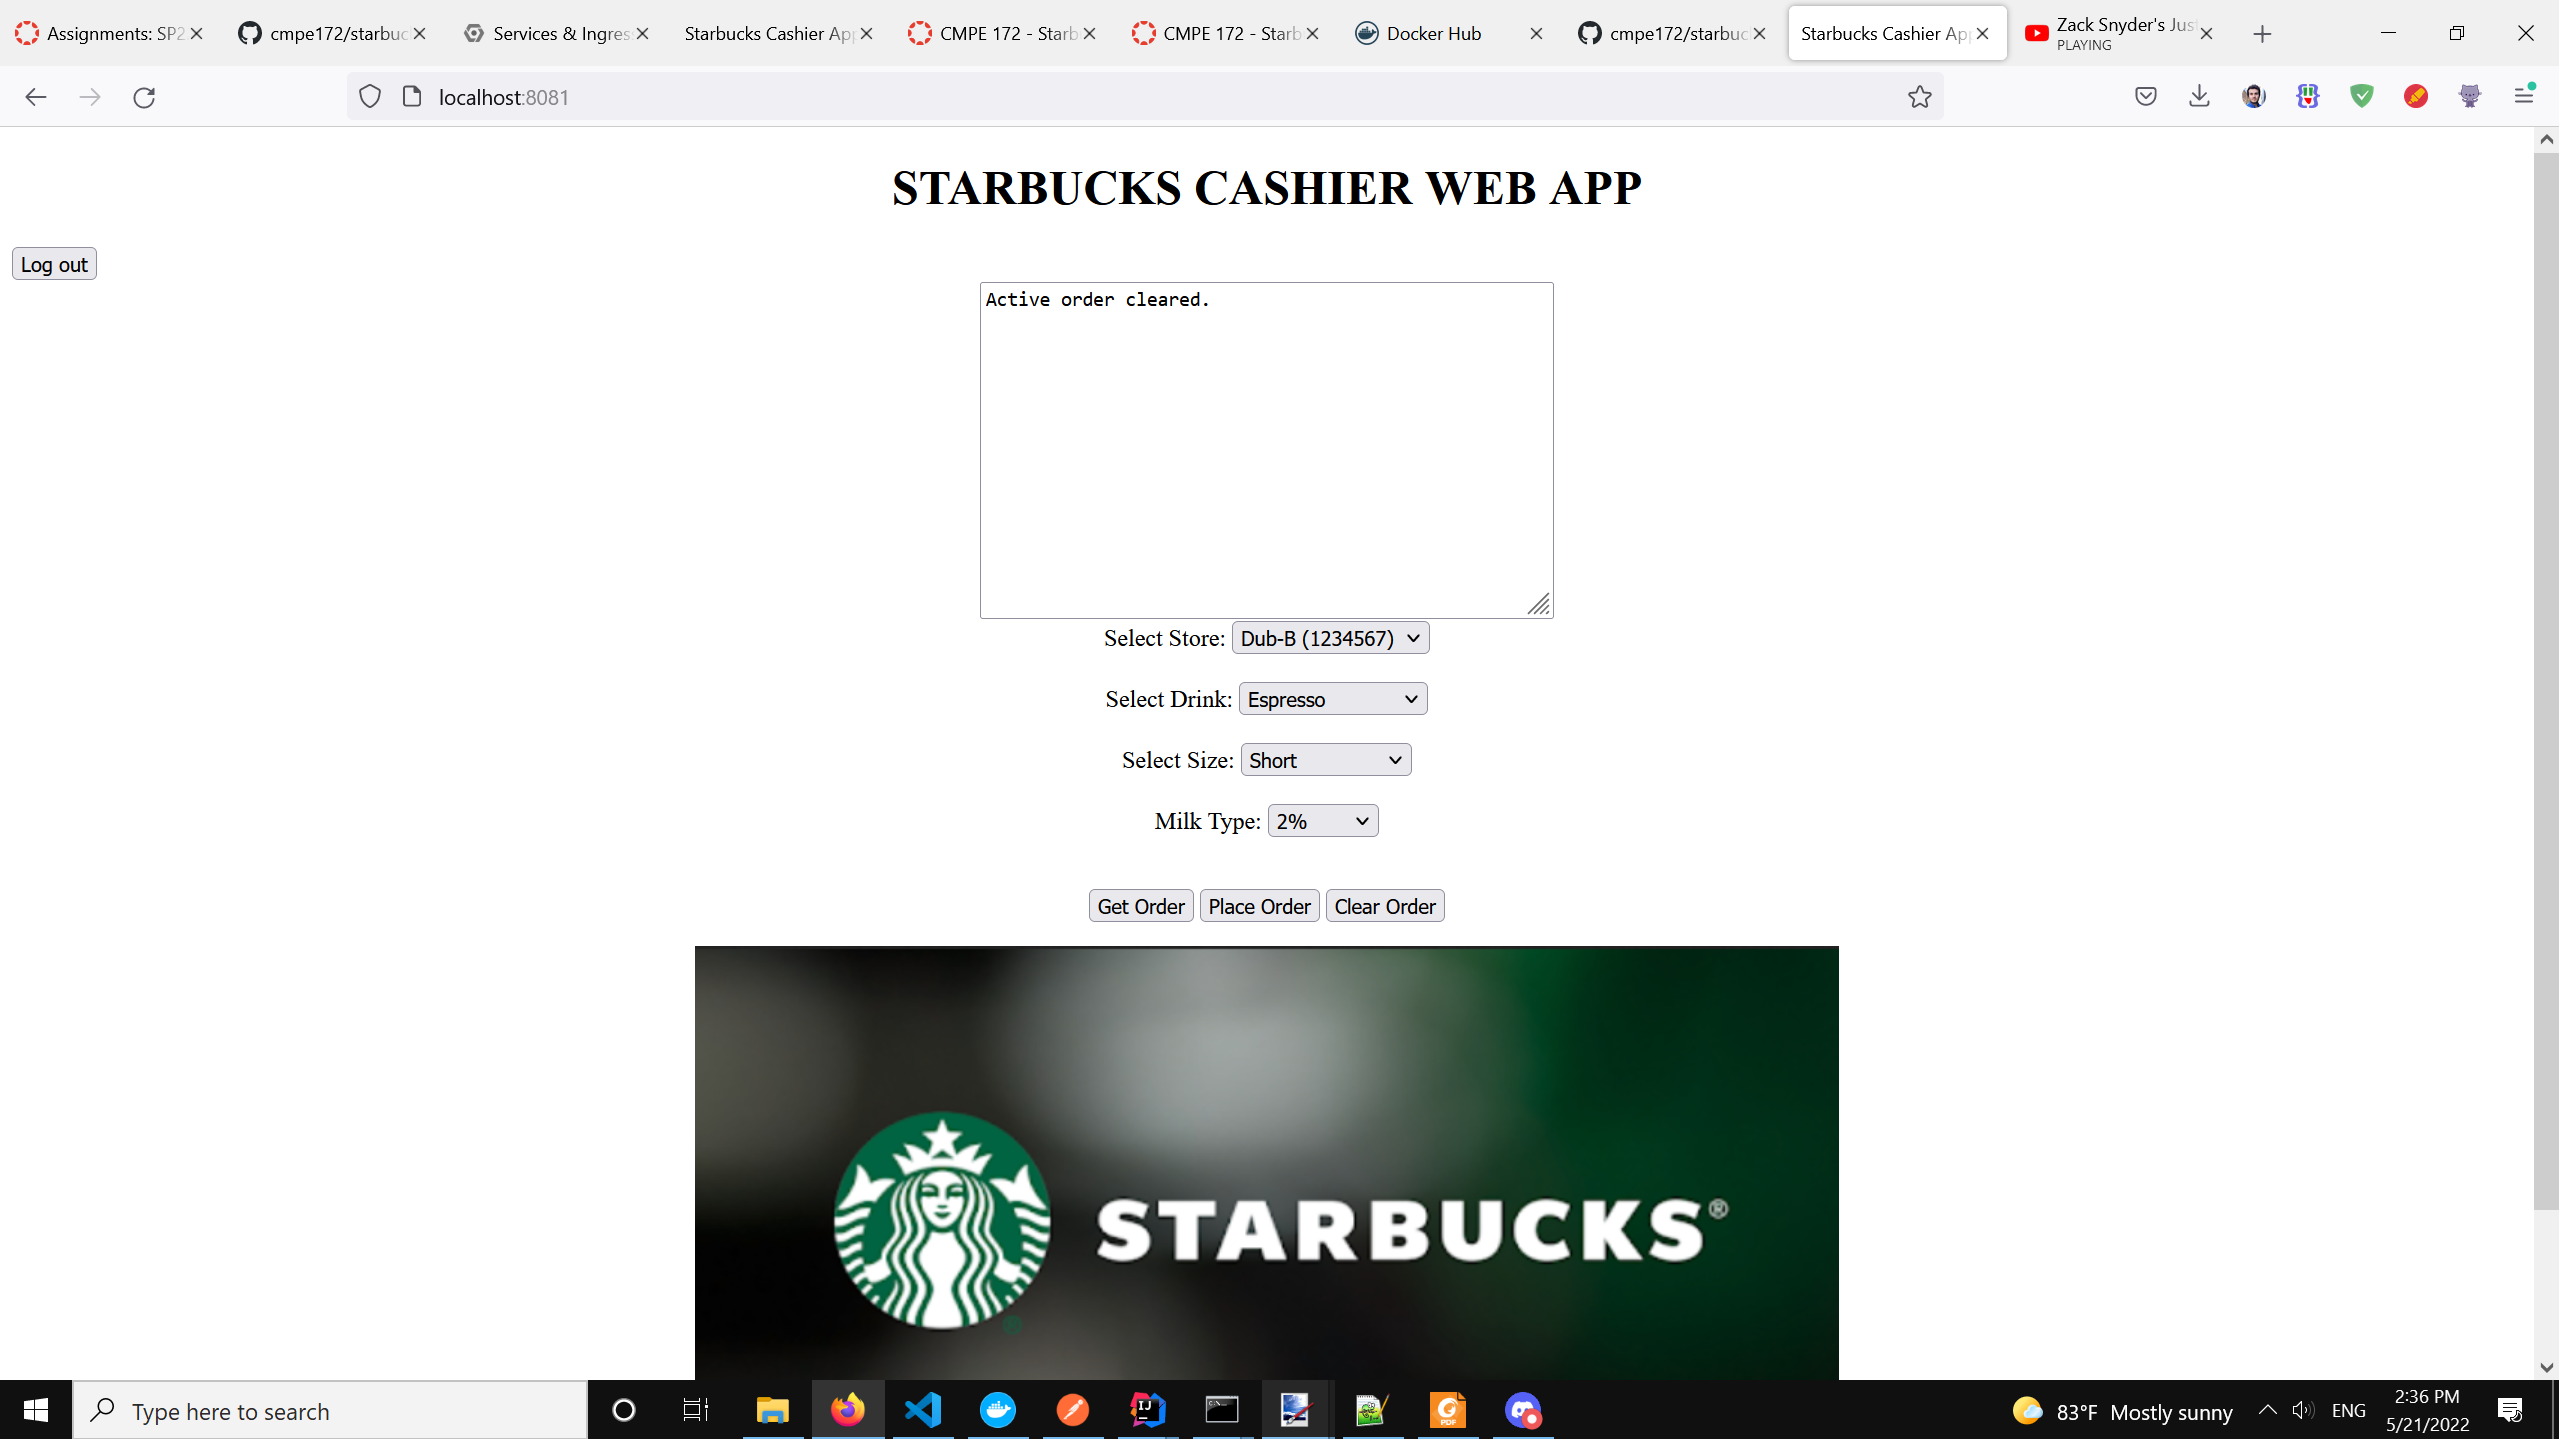 Assignments: SP2
cmpe172/starbuc
Services & Ingres
Starbucks Cashier Ap
CMPE 172 - Starb
CMPE 172 - Starb
Docker Hub
cmpe172/starbuc
Starbucks Cashier Ap
Zack Snyder's Jus
PLAYING
localhost:8081
STARBUCKS CASHIER WEB APP
Log out
Active order cleared.
Select Store: Dub-B (1234567)
Select Drink: Espresso
Select Size: Short
Milk Type: 2%
Get Order Place Order Clear Order
STARBUCKS®
Type here to search
83°F Mostly sunny
ENG
2:36 PM
5/21/2022